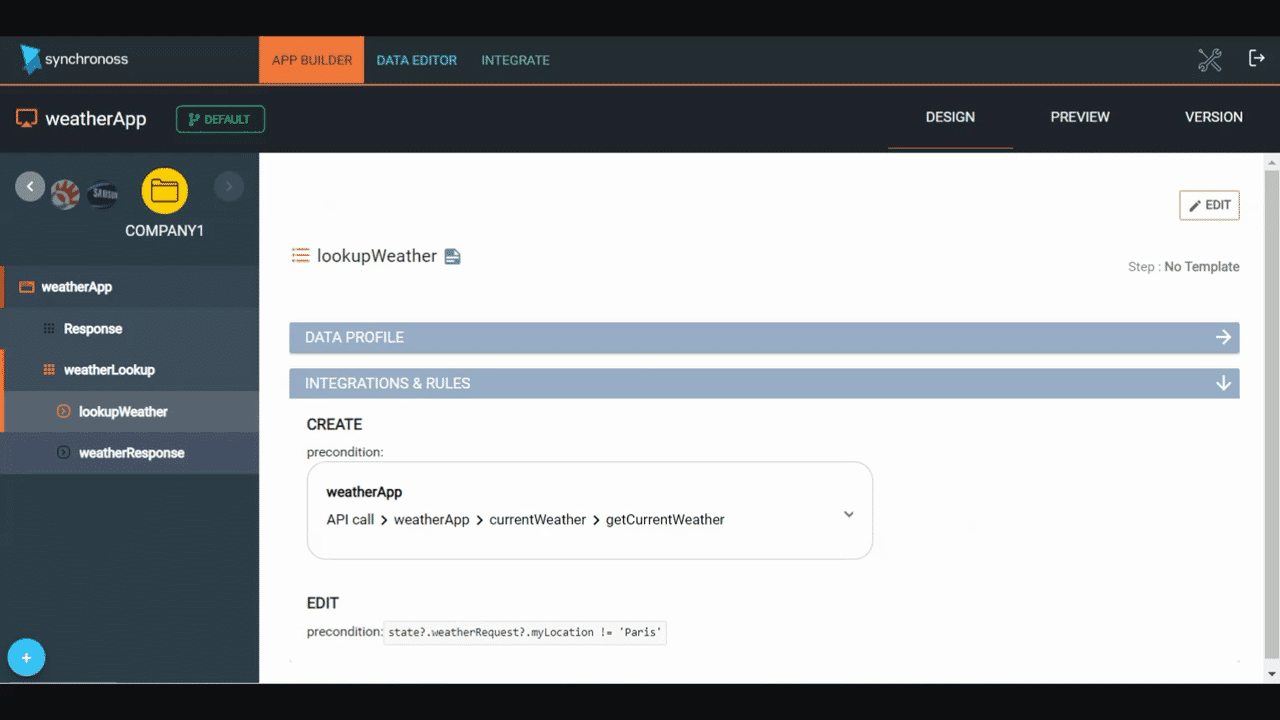 synchronoss
APP BUILDER DATA EDITOR INTEGRATE
weatherApp DEFAULT DESIGN PREVIEW VERSION
SAMSUN
COMPANY1
weatherApp
Response
weatherLookup
lookupWeather
weatherResponse
+
EDIT
lookupWeather
Step : No Template
DATA PROFILE
INTEGRATIONS & RULES
CREATE
precondition:
weatherApp
API call > weatherApp > currentWeather > getCurrentWeather
EDIT
precondition: state?.weatherRequest?.myLocation != 'Paris'